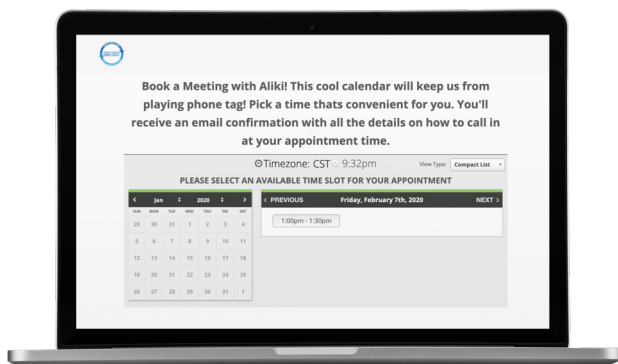 Book a Meeting with Aliki! This cool calendar will keep us from
playing phone tag! Pick a time thats convenient for you. You'll
receive an email confirmation with all the details on how to call in
at your appointment time.
Timezone: CST 9:32pm View Type: Compact List
PLEASE SELECT AN AVAILABLE TIME SLOT FOR YOUR APPOINTMENT
< Jan 2020 >
SUN MON TUE WED THU FRI SAT
29 30 31 1 2 3 4
5 6 7 8 9 10 11
12 13 14 15 16 17 18
19 20 21 22 23 24 25
26 27 28 29 30 31 1
< PREVIOUS Friday, February 7th, 2020 NEXT >
1:00pm - 1:30pm